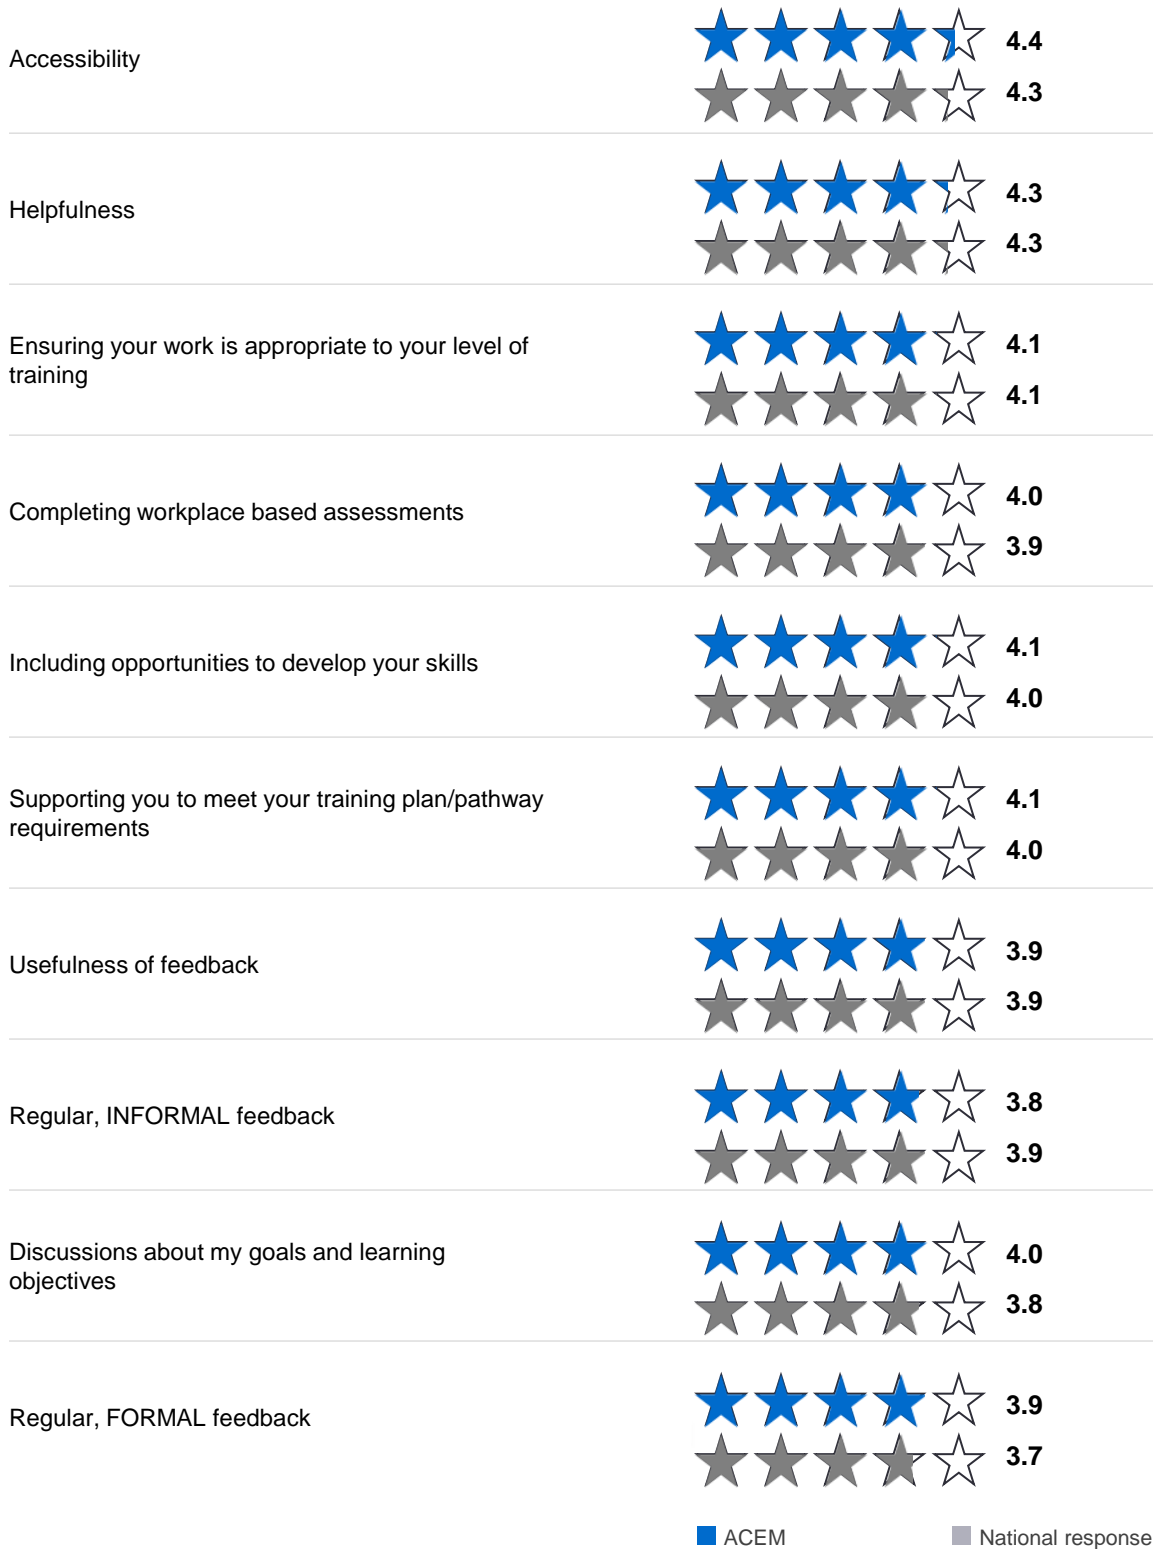 Accessibility
4.4
4.3
Helpfulness
4.3
4.3
Ensuring your work is appropriate to your level of
training
4.1
4.1
Completing workplace based assessments
4.0
3.9
Including opportunities to develop your skills
4.1
4.0
Supporting you to meet your training plan/pathway
requirements
4.1
4.0
Usefulness of feedback
3.9
3.9
Regular, INFORMAL feedback
3.8
3.9
Discussions about my goals and learning
objectives
4.0
3.8
Regular, FORMAL feedback
3.9
3.7
ACEM
National response